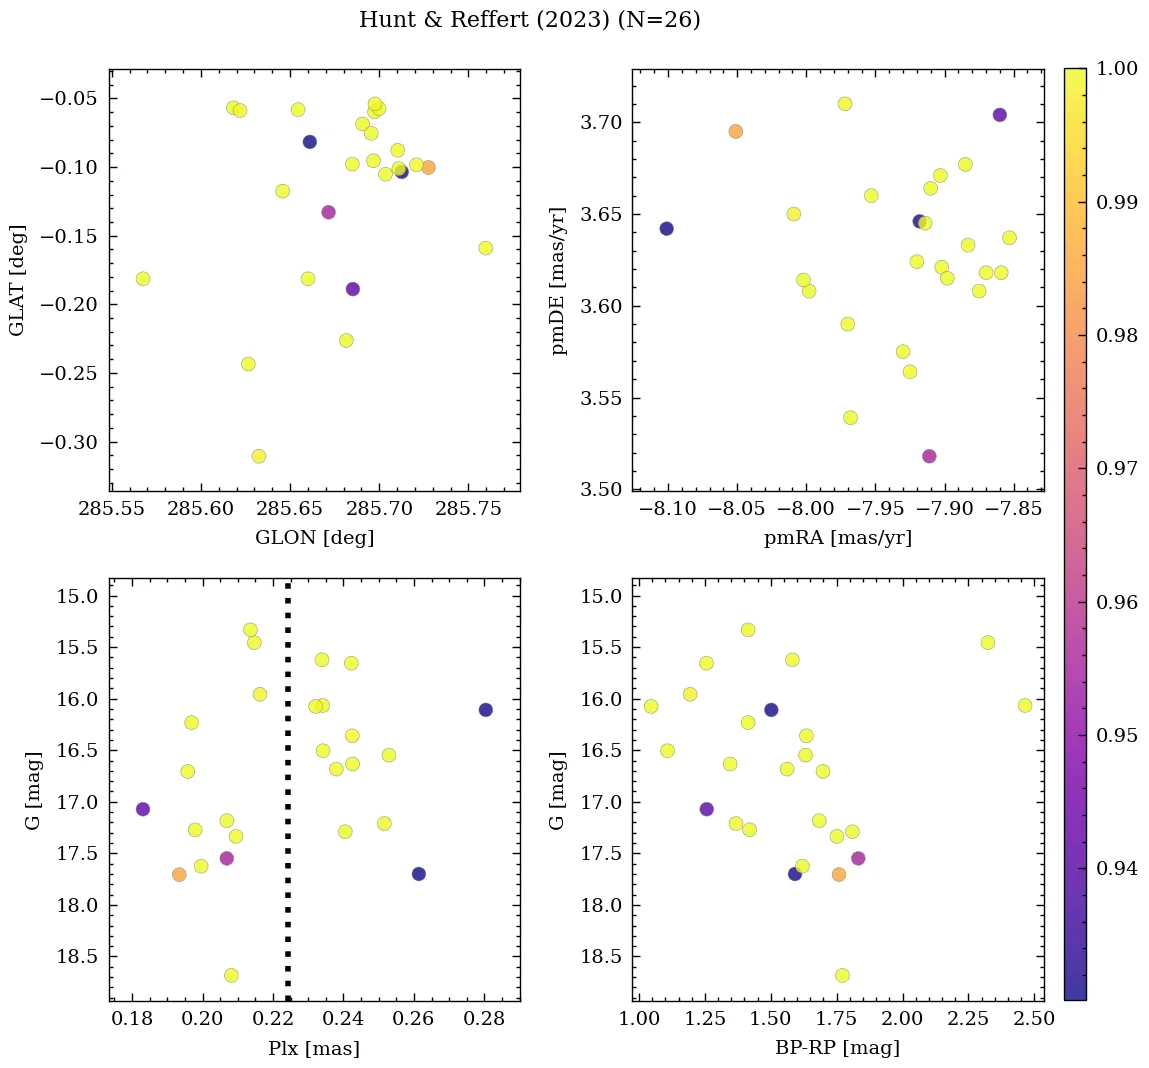 Hunt & Reffert (2023) (N=26)
−0.05
−0.10
−0.15
−0.20
−0.25
−0.30
GLAT [deg]
285.55 285.60 285.65 285.70 285.75
GLON [deg]
3.70
3.65
3.60
3.55
3.50
pmDE [mas/yr]
−8.10 −8.05 −8.00 −7.95 −7.90 −7.85
pmRA [mas/yr]
15.0
15.5
16.0
16.5
17.0
17.5
18.0
18.5
G [mag]
0.18 0.20 0.22 0.24 0.26 0.28
Plx [mas]
15.0
15.5
16.0
16.5
17.0
17.5
18.0
18.5
G [mag]
1.00 1.25 1.50 1.75 2.00 2.25 2.50
BP-RP [mag]
1.00
0.99
0.98
0.97
0.96
0.95
0.94